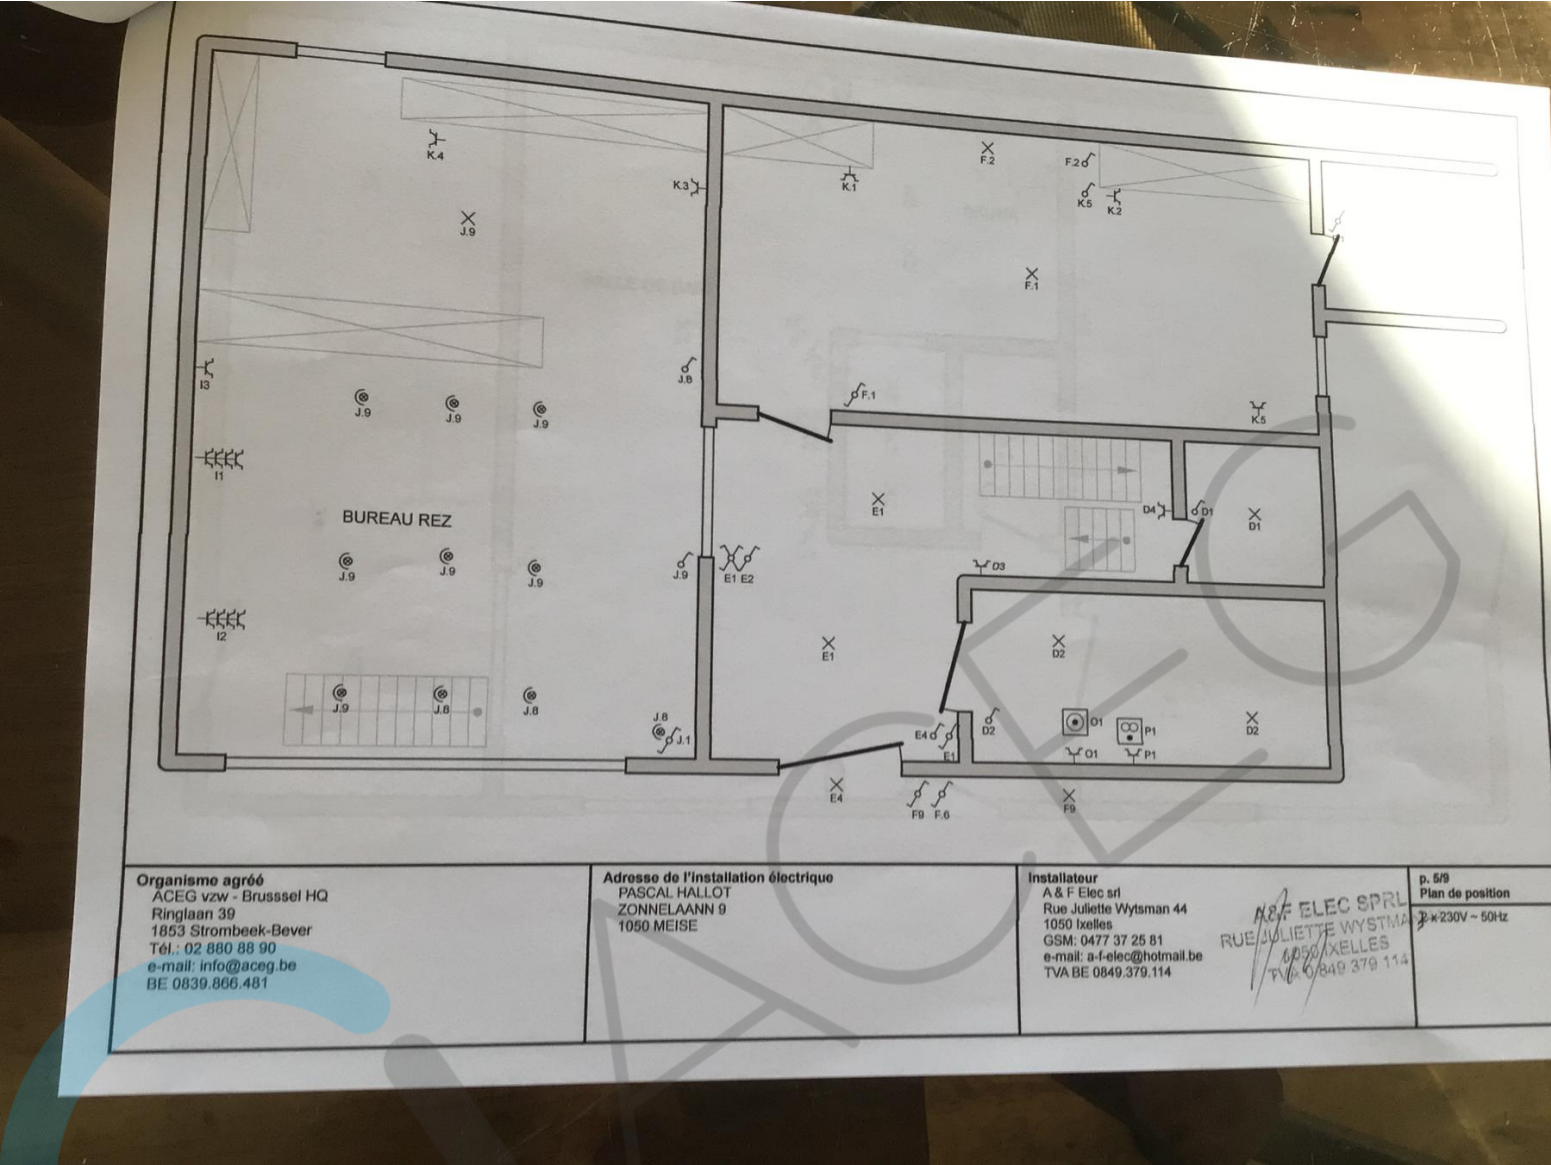 K.4
K.3
K.1
F.2
F.2
K.5
K.2
J.9
F.1
I3
J.8
F.1
K.5
J.9
J.9
J.9
I1
BUREAU REZ
E1
D4
D1
D1
J.9
J.9
J.9
J.9
E1 E2
D3
I2
E1
D2
J.9
J.8
J.8
J.8
J.1
E4
E1
D2
O1
P1
D2
O1
P1
E4
F9
F.6
F9
Organisme agréé
ACEG vzw - Brusssel HQ
Ringlaan 39
1853 Strombeek-Bever
Tél.: 02 880 88 90
e-mail: info@aceg.be
BE 0839.866.481
Adresse de l'installation électrique
PASCAL HALLOT
ZONNELAANN 9
1050 MEISE
Installateur
A & F Elec srl
Rue Juliette Wytsman 44
1050 Ixelles
GSM: 0477 37 25 81
e-mail: a-f-elec@hotmail.be
TVA BE 0849.379.114
A&F ELEC SPRL
RUE JULIETTE WYSTMAN
1050 IXELLES
TVA 0849 379 114
p. 5/9
Plan de position
x 230V ~ 50Hz
ACEG